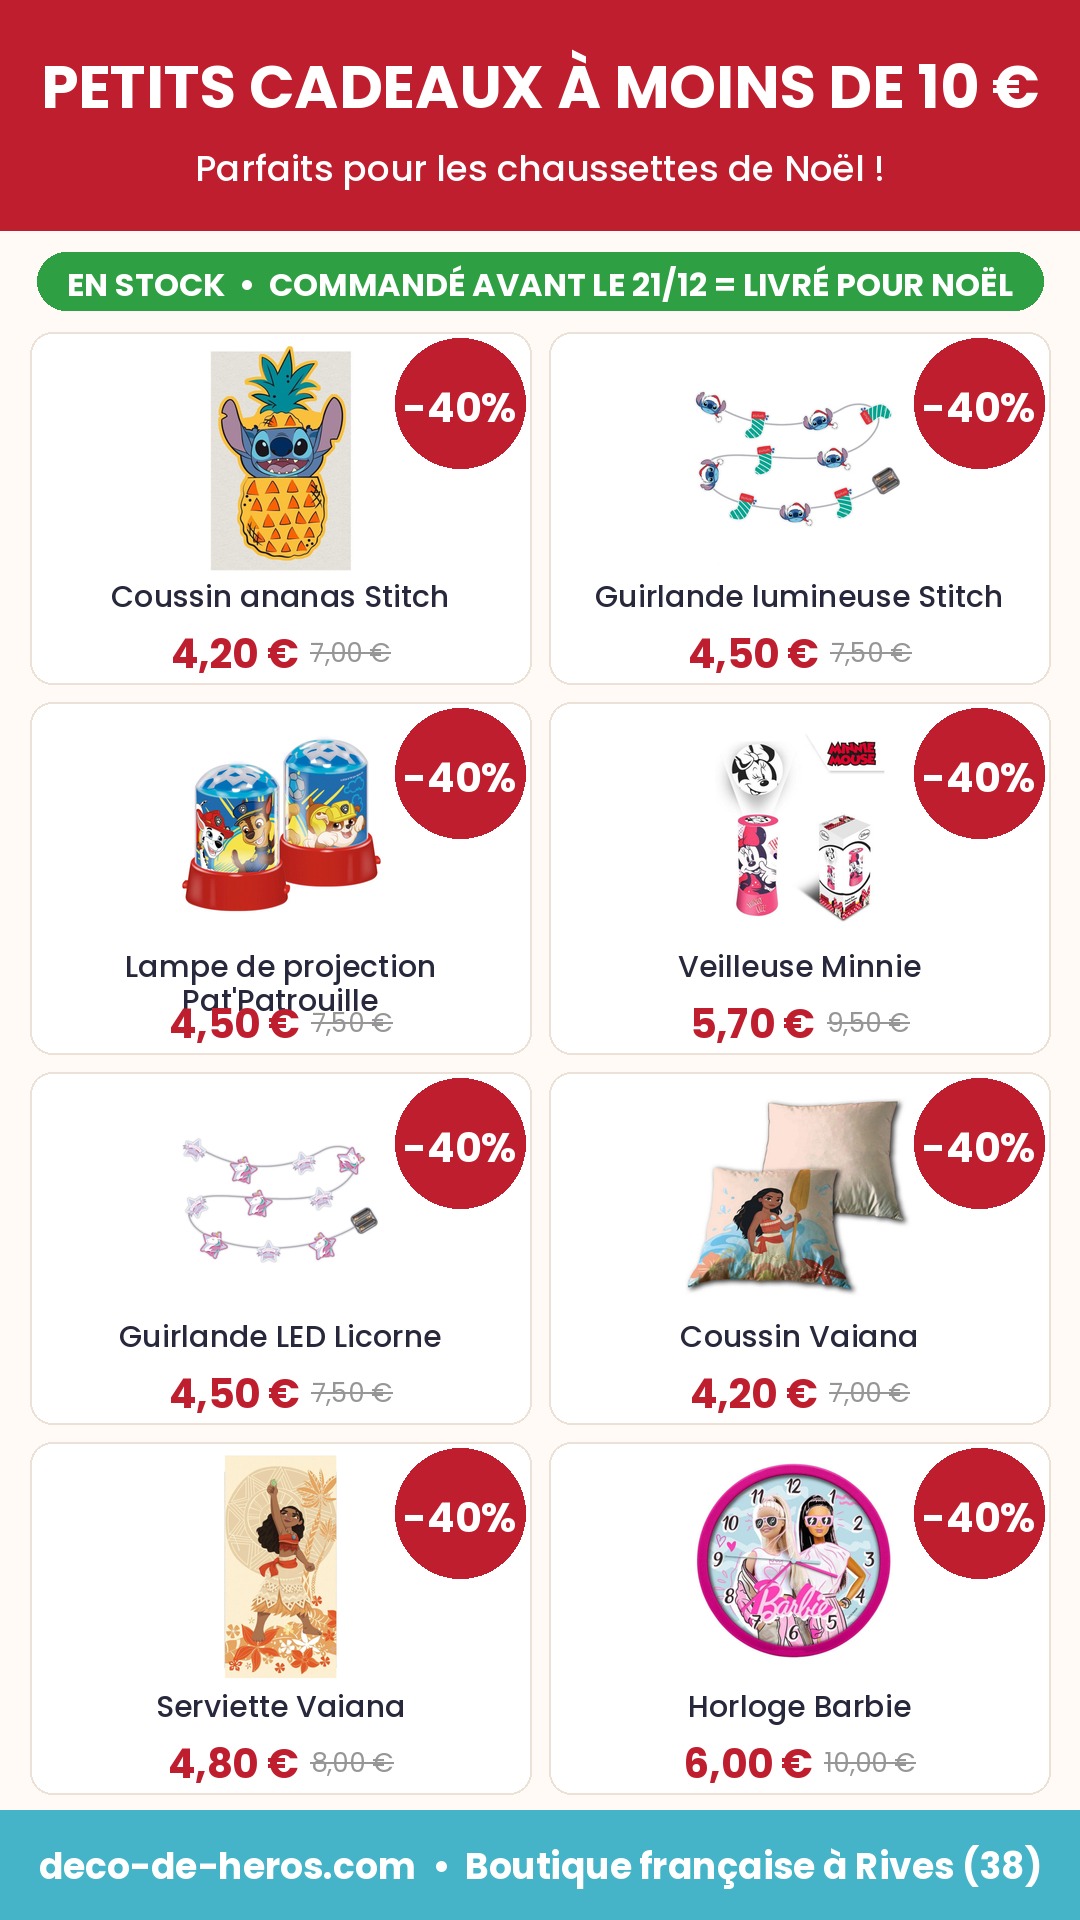 PETITS CADEAUX À MOINS DE 10 €
Parfaits pour les chaussettes de Noël !
EN STOCK • COMMANDÉ AVANT LE 21/12 = LIVRÉ POUR NOËL
-40%
-40%
Coussin ananas Stitch
4,20 € 7,00 €
Guirlande lumineuse Stitch
4,50 € 7,50 €
-40%
MINNIE
MOUSE
-40%
Lampe de projection
Pat'Patrouille
4,50 € 7,50 €
Veilleuse Minnie
5,70 € 9,50 €
-40%
-40%
Guirlande LED Licorne
4,50 € 7,50 €
Coussin Vaiana
4,20 € 7,00 €
-40%
12
11 1
10 2
9 3
8 4
7 5
6
Barbie
-40%
Serviette Vaiana
4,80 € 8,00 €
Horloge Barbie
6,00 € 10,00 €
deco-de-heros.com • Boutique française à Rives (38)